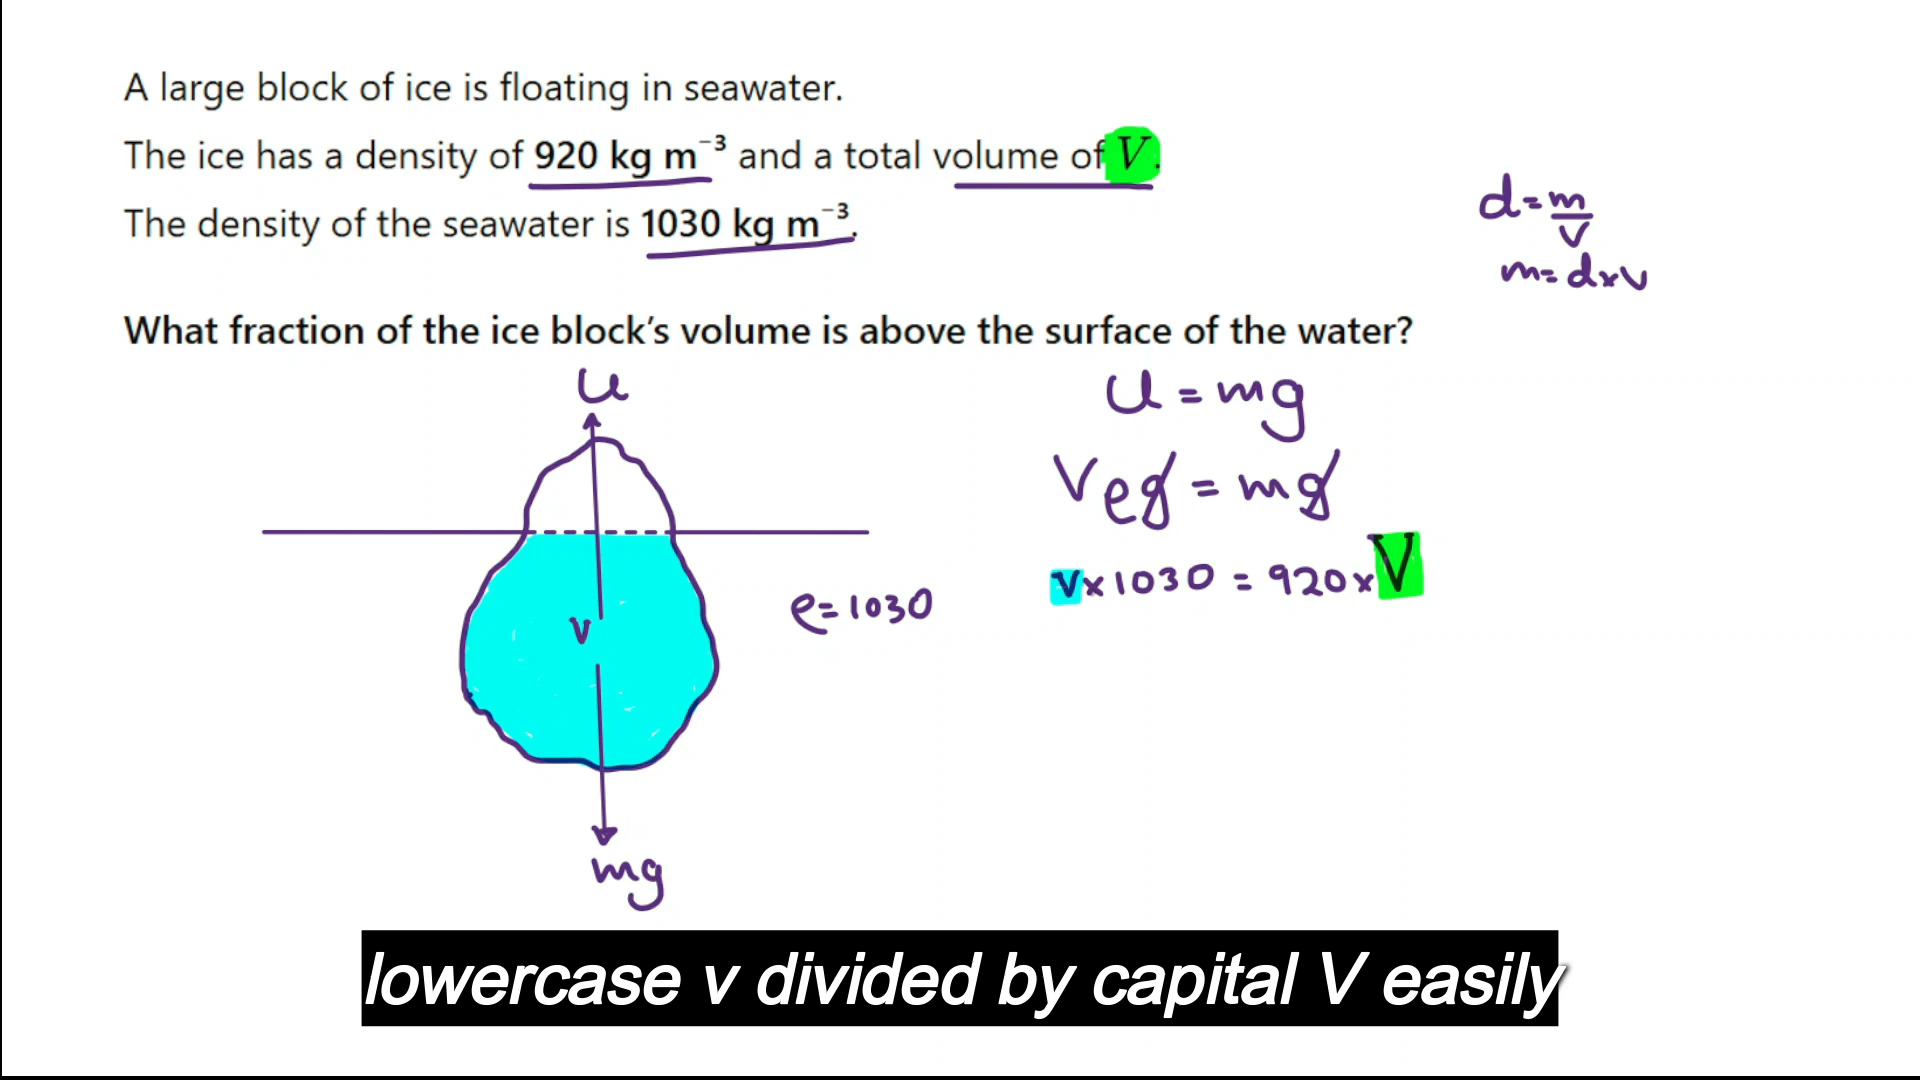 A large block of ice is floating in seawater.
The ice has a density of 920 kg m⁻³ and a total volume of V.
The density of the seawater is 1030 kg m⁻³.
d=m/v
m=d×v
What fraction of the ice block’s volume is above the surface of the water?
u
u=mg
Vρg=mg
v×1030=920×V
ρ=1030
v
mg
lowercase v divided by capital V easily